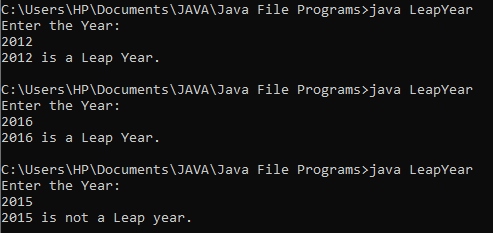 C:\Users\HP\Documents\JAVA\Java File Programs>java LeapYear
Enter the Year:
2012
2012 is a Leap Year.
C:\Users\HP\Documents\JAVA\Java File Programs>java LeapYear
Enter the Year:
2016
2016 is a Leap Year.
C:\Users\HP\Documents\JAVA\Java File Programs>java LeapYear
Enter the Year:
2015
2015 is not a Leap year.